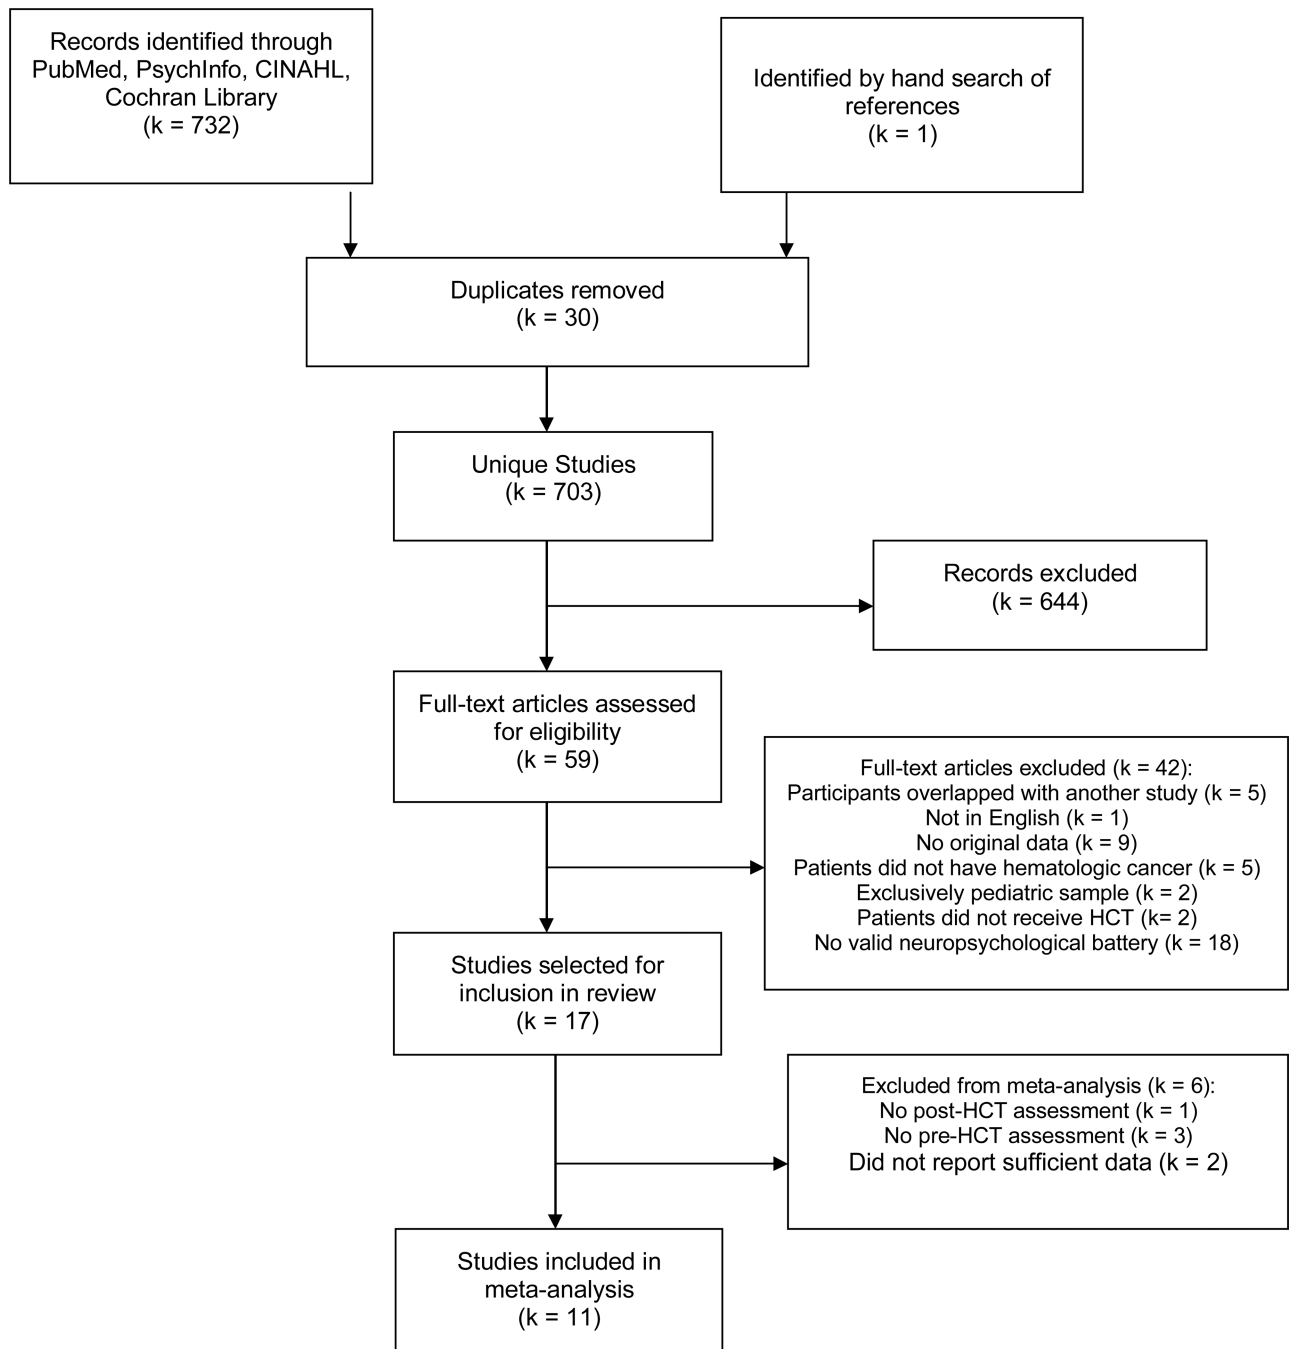 Records identified through
PubMed, PsychInfo, CINAHL,
Cochran Library
(k = 732)
Identified by hand search of
references
(k = 1)
Duplicates removed
(k = 30)
Unique Studies
(k = 703)
Records excluded
(k = 644)
Full-text articles assessed
for eligibility
(k = 59)
Full-text articles excluded (k = 42):
Participants overlapped with another study (k = 5)
Not in English (k = 1)
No original data (k = 9)
Patients did not have hematologic cancer (k = 5)
Exclusively pediatric sample (k = 2)
Patients did not receive HCT (k= 2)
No valid neuropsychological battery (k = 18)
Studies selected for
inclusion in review
(k = 17)
Excluded from meta-analysis (k = 6):
No post-HCT assessment (k = 1)
No pre-HCT assessment (k = 3)
Did not report sufficient data (k = 2)
Studies included in
meta-analysis
(k = 11)